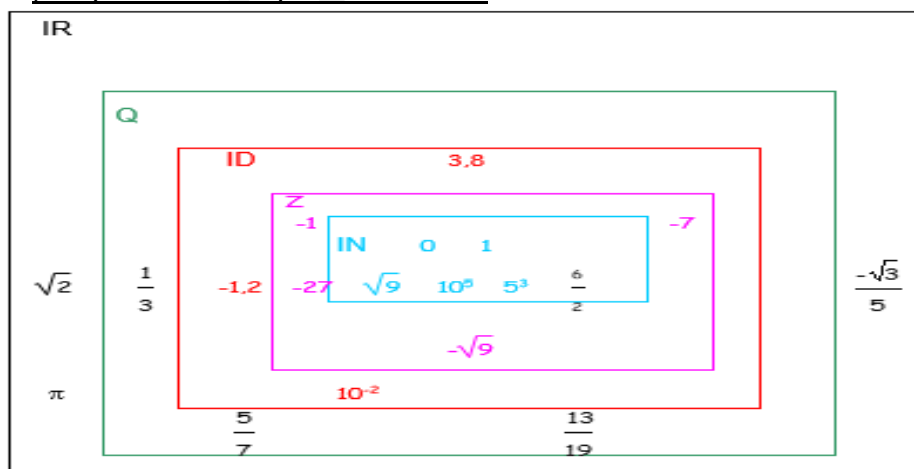 IR
Q
ID 3,8
Z
-1 -7
IN 0 1
√2 1/3 -1,2 -27 √9 10⁵ 5³ 6/2 -√3/5
-√9
π 10⁻²
5/7 13/19